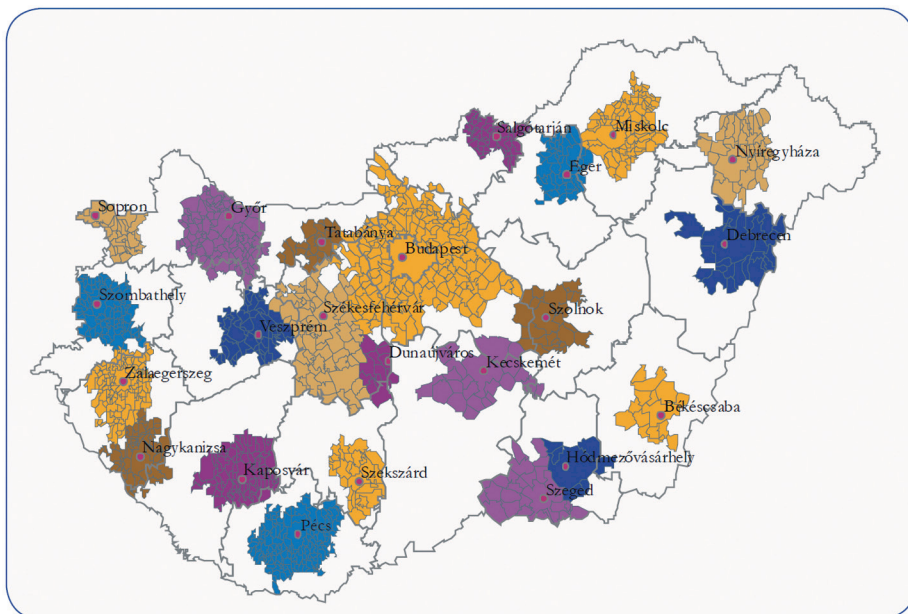 Salgótarján
Miskolc
Eger
Nyíregyháza
Sopron
Győr
Tatabánya
Budapest
Debrecen
Szombathely
Veszprém
Székesfehérvár
Szolnok
Dunaújváros
Kecskemét
Zalaegerszeg
Békéscsaba
Nagykanizsa
Kaposvár
Szekszárd
Hódmezővásárhely
Szeged
Pécs